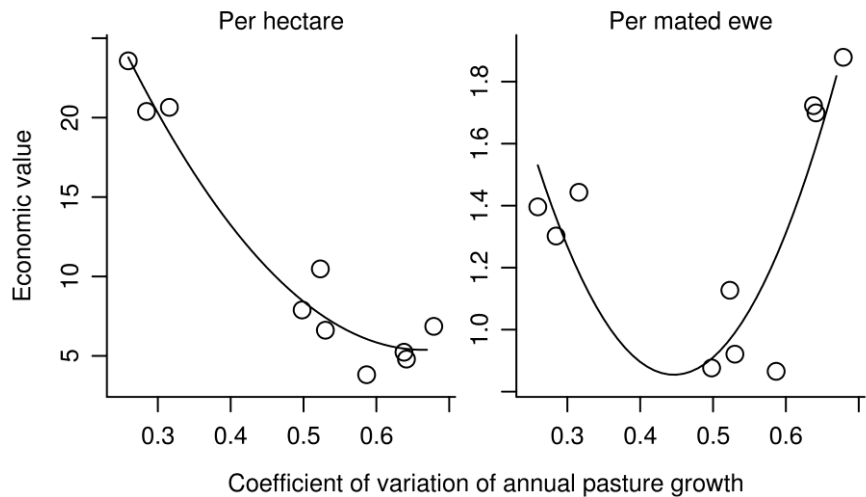 Per hectare
Per mated ewe
Economic value
20
15
10
5
1.8
1.6
1.4
1.2
1.0
0.3 0.4 0.5 0.6
0.3 0.4 0.5 0.6
Coefficient of variation of annual pasture growth